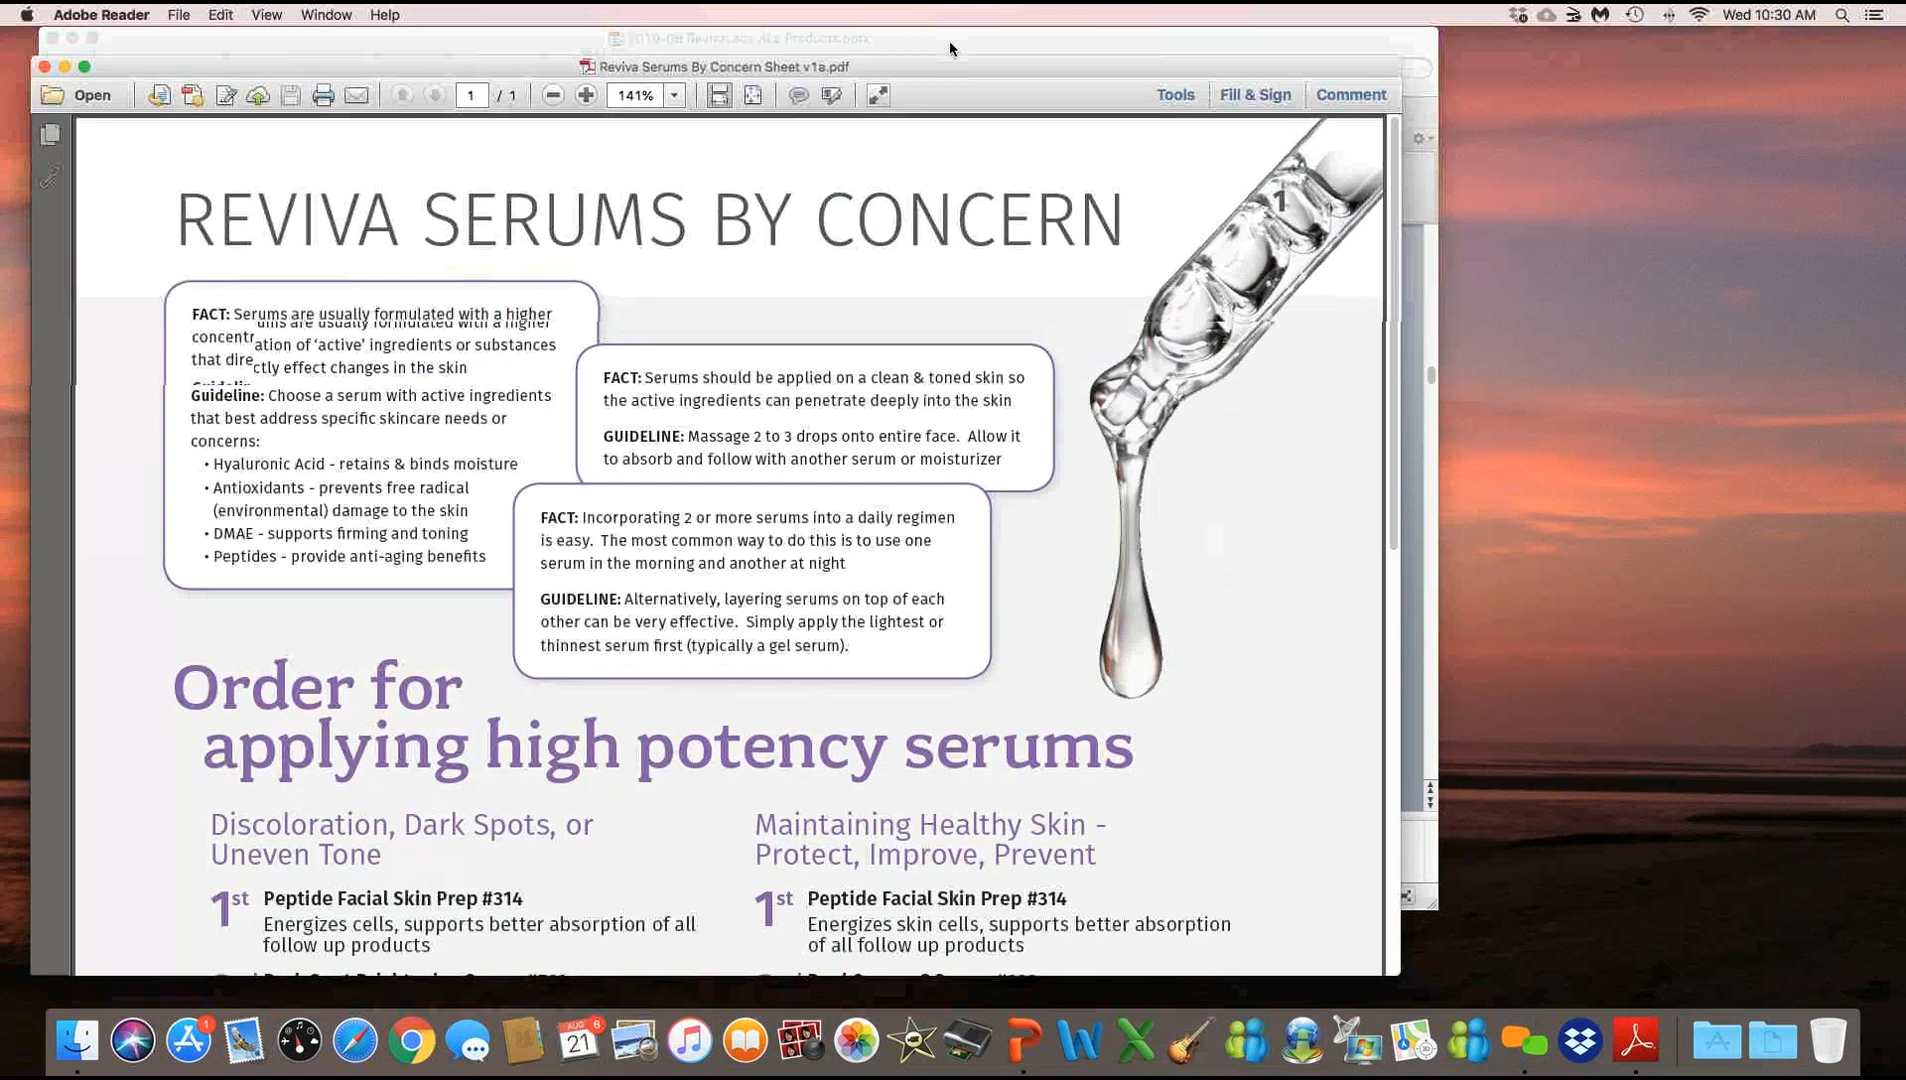 Adobe Reader File Edit View Window Help
Wed 10:30 AM
Reviva Serums By Concern Sheet v1a.pdf
Open 1 / 1 141% Tools Fill & Sign Comment
REVIVA SERUMS BY CONCERN
1
FACT: Serums are usually formulated with a higher
concentration of ‘active’ ingredients or substances
that directly effect changes in the skin
Guideline: Choose a serum with active ingredients
that best address specific skincare needs or
concerns:
• Hyaluronic Acid - retains & binds moisture
• Antioxidants - prevents free radical
(environmental) damage to the skin
• DMAE - supports firming and toning
• Peptides - provide anti-aging benefits
FACT: Serums should be applied on a clean & toned skin so
the active ingredients can penetrate deeply into the skin
GUIDELINE: Massage 2 to 3 drops onto entire face. Allow it
to absorb and follow with another serum or moisturizer
FACT: Incorporating 2 or more serums into a daily regimen
is easy. The most common way to do this is to use one
serum in the morning and another at night
GUIDELINE: Alternatively, layering serums on top of each
other can be very effective. Simply apply the lightest or
thinnest serum first (typically a gel serum).
Order for
applying high potency serums
Discoloration, Dark Spots, or
Uneven Tone
1st Peptide Facial Skin Prep #314
Energizes cells, supports better absorption of all
follow up products
Maintaining Healthy Skin -
Protect, Improve, Prevent
1st Peptide Facial Skin Prep #314
Energizes skin cells, supports better absorption
of all follow up products
1
AUG 6
21